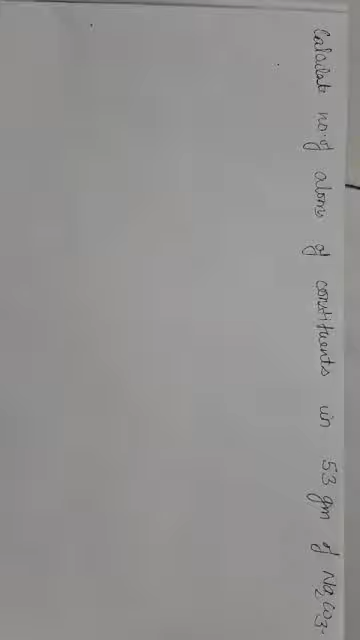 Calculate no. of atoms of constituents in 53 gm of Na2CO3.